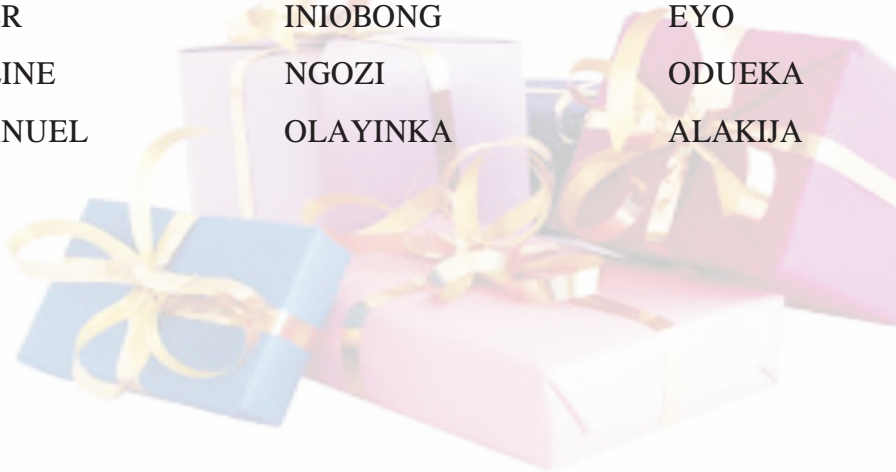 R INIOBONG EYO
INE NGOZI ODUEKA
NUEL OLAYINKA ALAKIJA